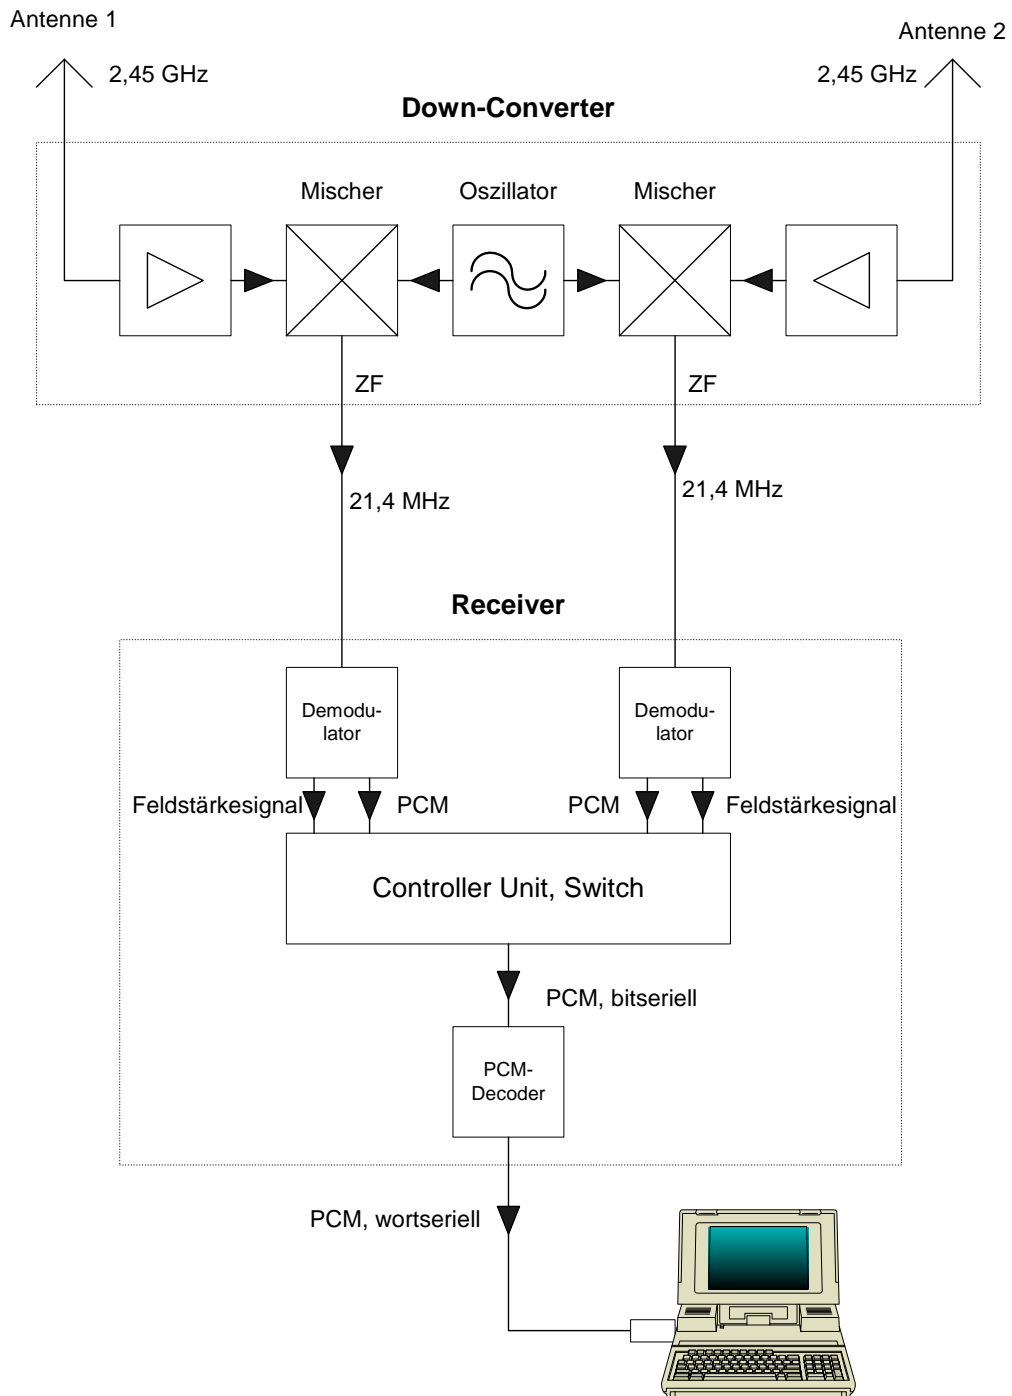 Antenne 1
Antenne 2
2,45 GHz
2,45 GHz
Down-Converter
Mischer
Oszillator
Mischer
ZF
ZF
21,4 MHz
21,4 MHz
Receiver
Demodu-
lator
Demodu-
lator
Feldstärkesignal
PCM
PCM
Feldstärkesignal
Controller Unit, Switch
PCM, bitseriell
PCM-
Decoder
PCM, wortseriell